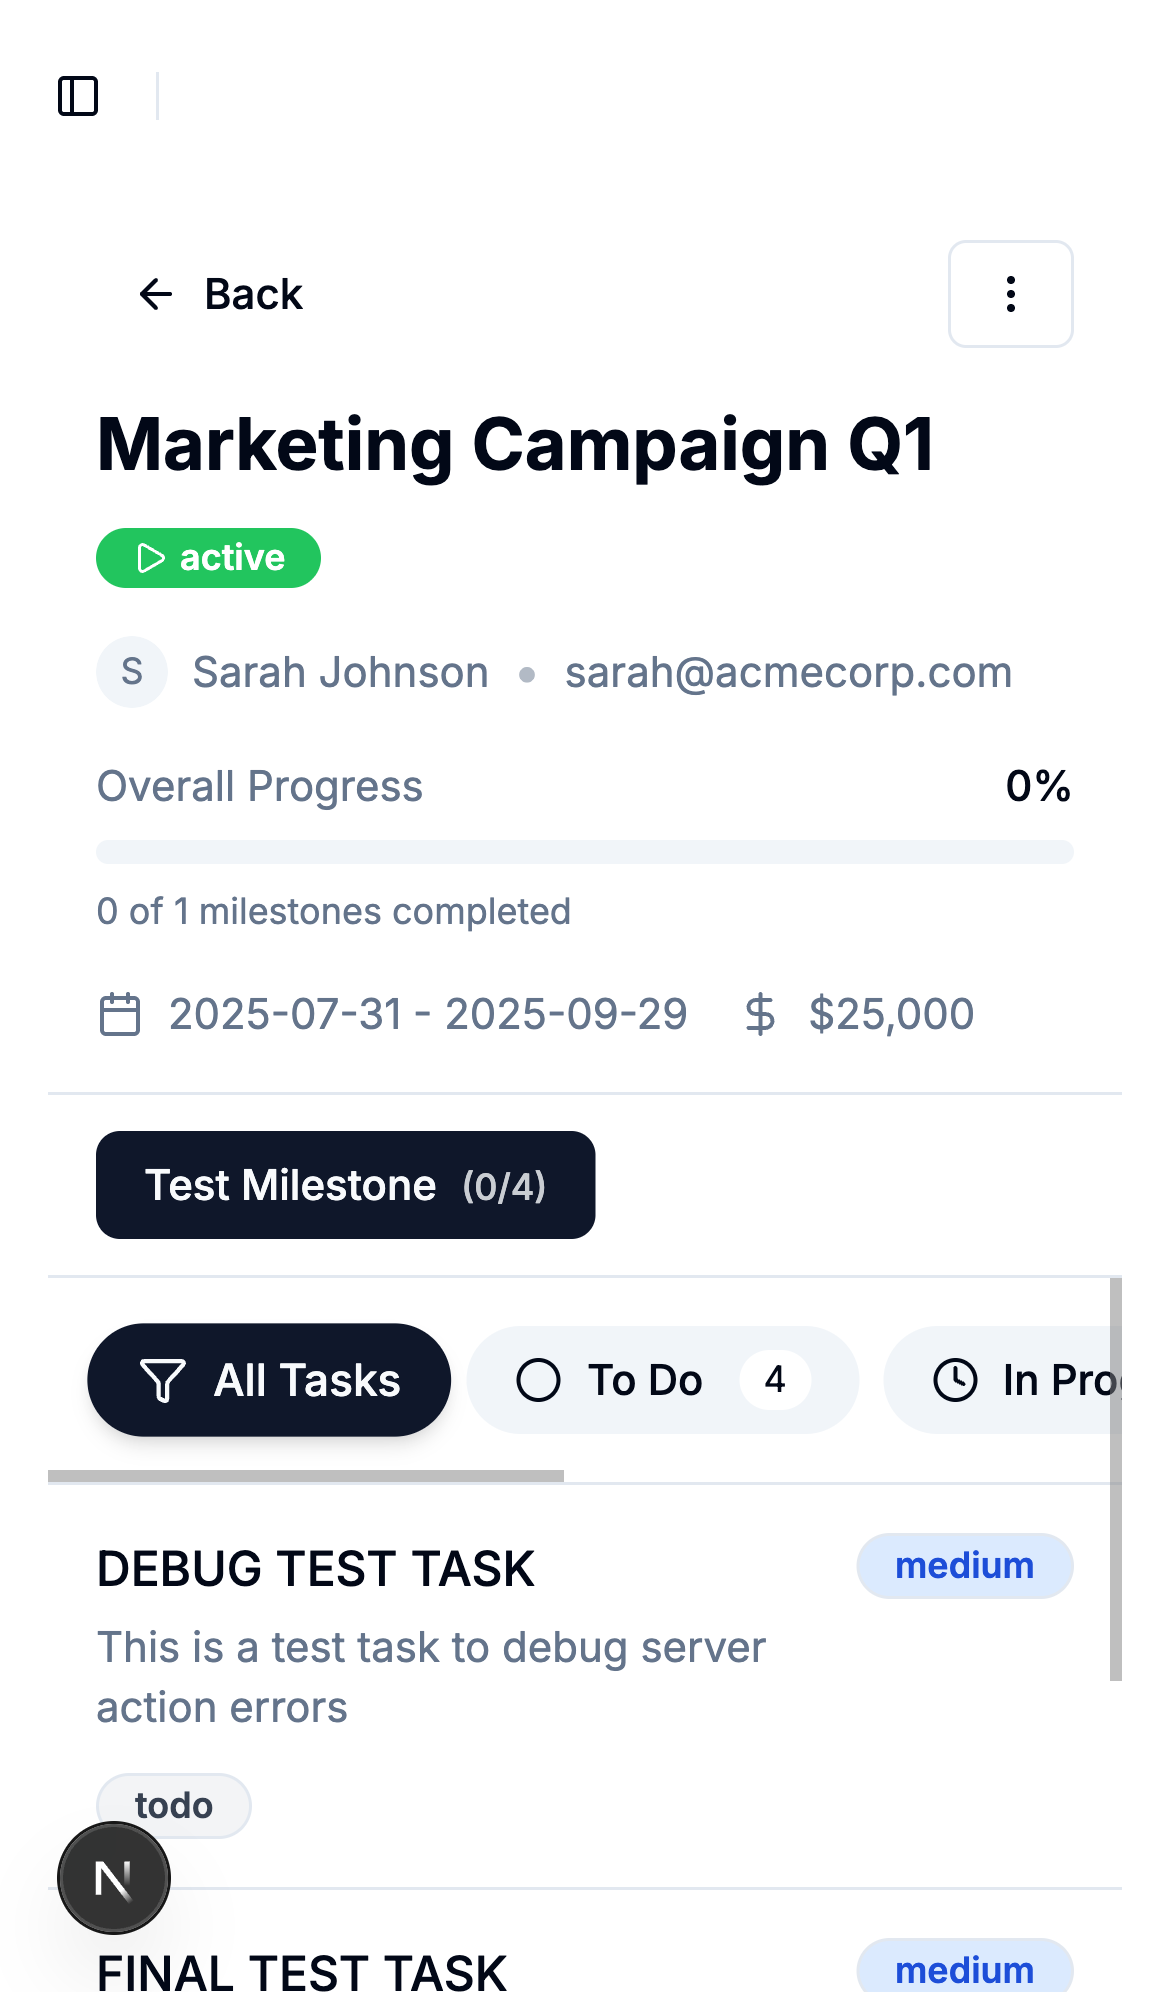 Back
Marketing Campaign Q1
active
S Sarah Johnson • sarah@acmecorp.com
Overall Progress 0%
0 of 1 milestones completed
2025-07-31 - 2025-09-29 $25,000
Test Milestone (0/4)
All Tasks To Do 4 In Prog
DEBUG TEST TASK medium
This is a test task to debug server
action errors
todo
N
FINAL TEST TASK medium